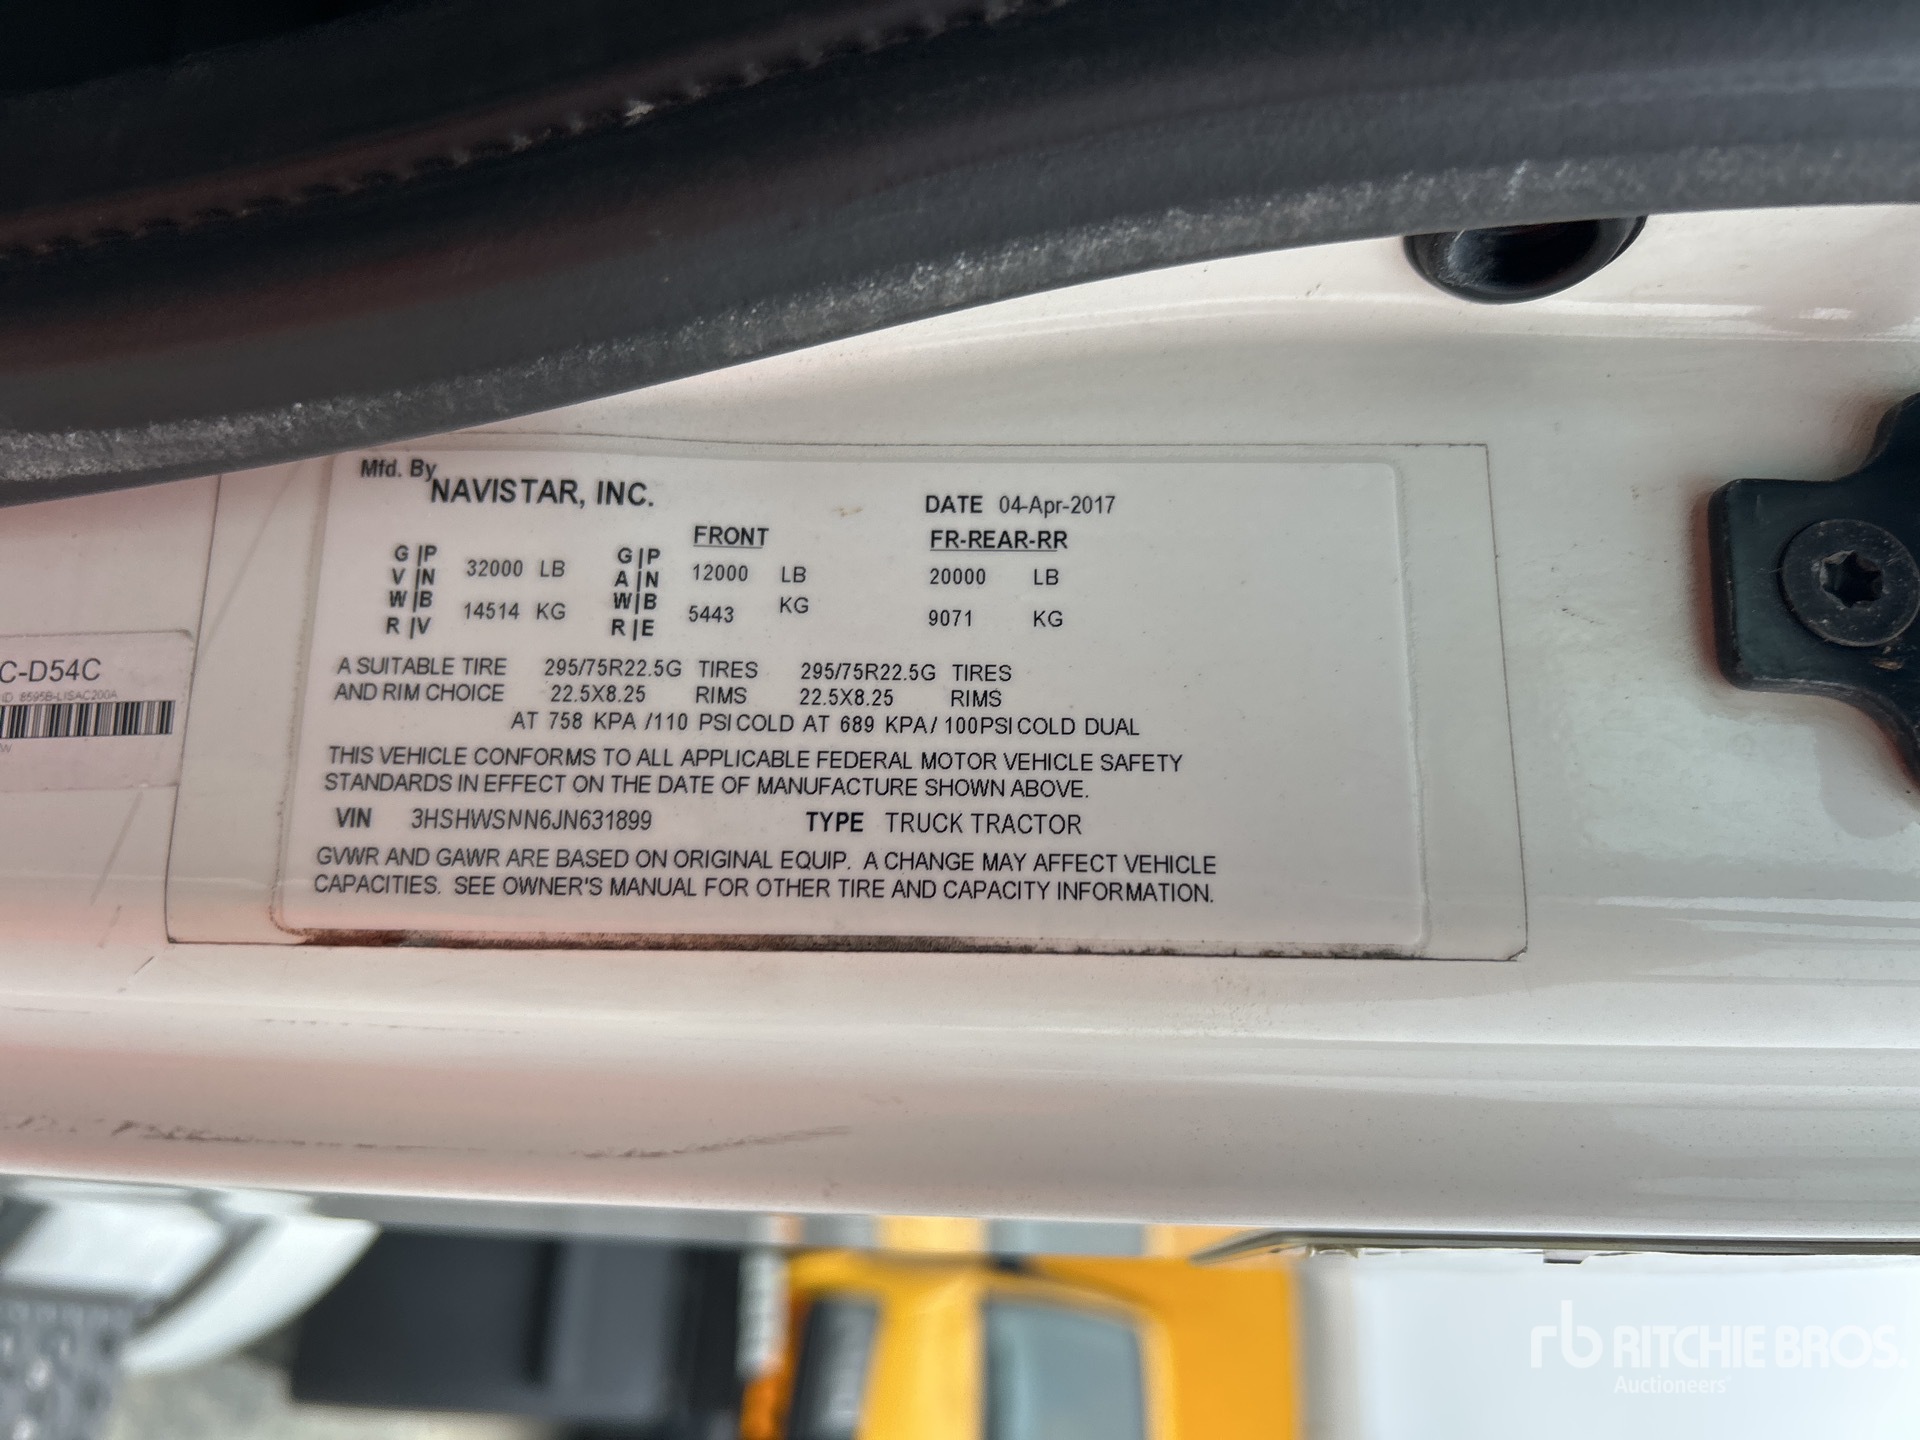 Mfd. By NAVISTAR, INC.
DATE 04-Apr-2017
FRONT FR-REAR-RR
G|P 32000 LB G|P 12000 LB 20000 LB
V|N A|N
W|B 14514 KG W|B 5443 KG 9071 KG
R|V R|E
A SUITABLE TIRE 295/75R22.5G TIRES 295/75R22.5G TIRES
AND RIM CHOICE 22.5X8.25 RIMS 22.5X8.25 RIMS
AT 758 KPA /110 PSI COLD AT 689 KPA/ 100PSI COLD DUAL
THIS VEHICLE CONFORMS TO ALL APPLICABLE FEDERAL MOTOR VEHICLE SAFETY
STANDARDS IN EFFECT ON THE DATE OF MANUFACTURE SHOWN ABOVE.
VIN 3HSHWSNN6JN631899 TYPE TRUCK TRACTOR
GVWR AND GAWR ARE BASED ON ORIGINAL EQUIP. A CHANGE MAY AFFECT VEHICLE
CAPACITIES. SEE OWNER'S MANUAL FOR OTHER TIRE AND CAPACITY INFORMATION.
C-D54C
ID 8595B-LISAC200A
rb RITCHIE BROS.
Auctioneers